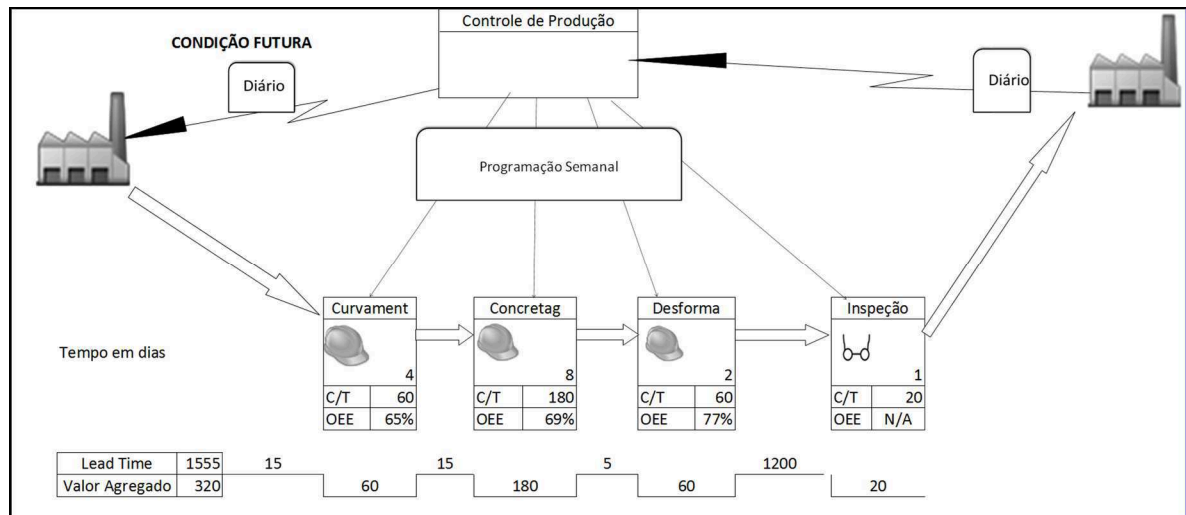 Controle de Produção
CONDIÇÃO FUTURA
Diário
Diário
Programação Semanal
Curvament
Concretag
Desforma
Inspeção
Tempo em dias
4
8
2
1
C/T 60
C/T 180
C/T 60
C/T 20
OEE 65%
OEE 69%
OEE 77%
OEE N/A
Lead Time 1555 15 15 5 1200
Valor Agregado 320 60 180 60 20